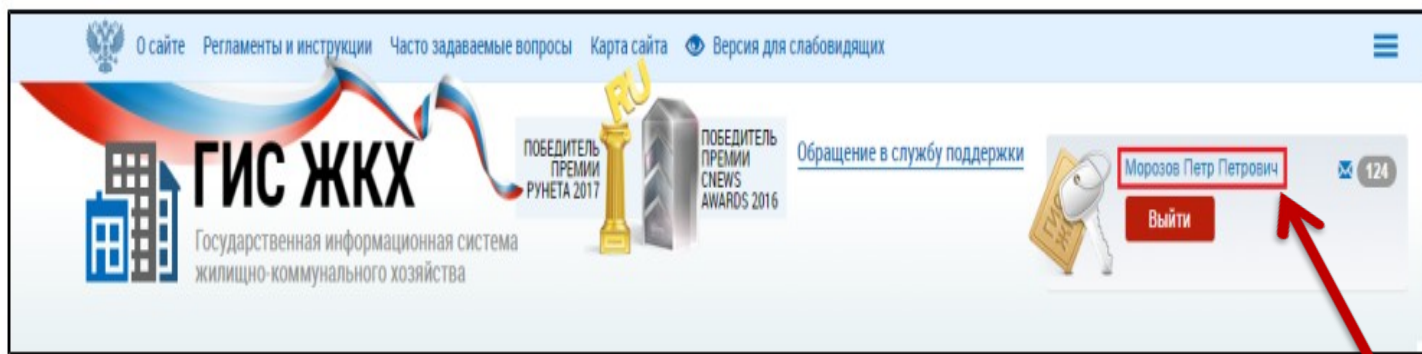 О сайте Регламенты и инструкции Часто задаваемые вопросы Карта сайта Версия для слабовидящих
RU
ГИС ЖКХ
Государственная информационная система
жилищно-коммунального хозяйства
ПОБЕДИТЕЛЬ
ПРЕМИИ
РУНЕТА 2017
ПОБЕДИТЕЛЬ
ПРЕМИИ
CNEWS
AWARDS 2016
Обращение в службу поддержки
Морозов Петр Петрович 124
Выйти